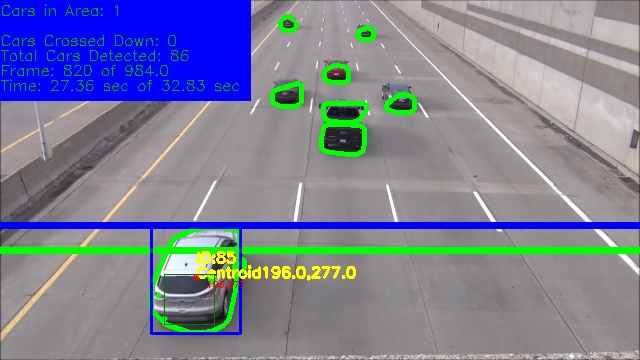 Cars in Area: 1
Cars Crossed Down: 0
Total Cars Detected: 86
Frame: 820 of 984.0
Time: 27.36 sec of 32.83 sec
ID:85
Centroid196.0,277.0